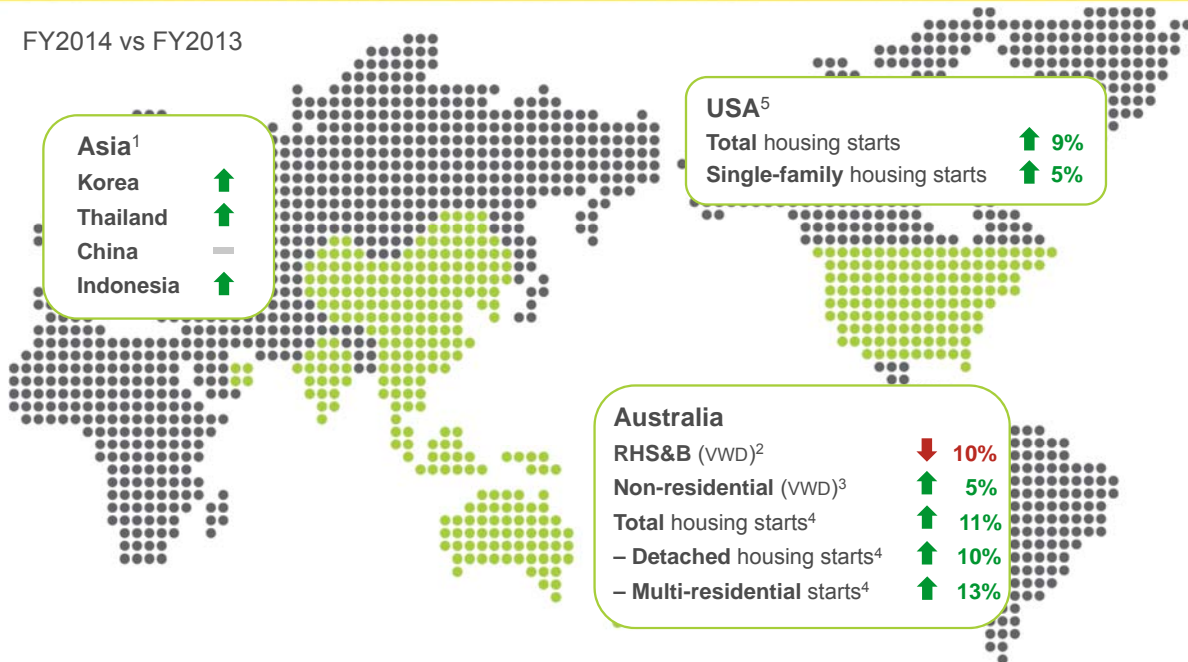 FY2014 vs FY2013
Asia¹
Korea
Thailand
China
Indonesia
USA⁵
Total housing starts 9%
Single-family housing starts 5%
Australia
RHS&B (VWD)² 10%
Non-residential (VWD)³ 5%
Total housing starts⁴ 11%
– Detached housing starts⁴ 10%
– Multi-residential starts⁴ 13%